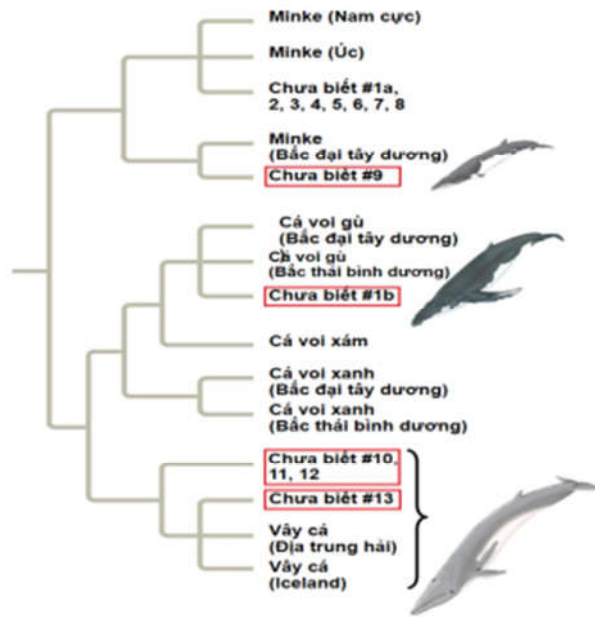 Minke (Nam cực)
Minke (Úc)
Chưa biết #1a,
2, 3, 4, 5, 6, 7, 8
Minke
(Bắc đại tây dương)
Chưa biết #9
Cá voi gù
(Bắc đại tây dương)
Cà voi gù
(Bắc thái bình dương)
Chưa biết #1b
Cá voi xám
Cá voi xanh
(Bắc đại tây dương)
Cá voi xanh
(Bắc thái bình dương)
Chưa biết #10,
11, 12
Chưa biết #13
Vây cá
(Địa trung hải)
Vây cá
(Iceland)